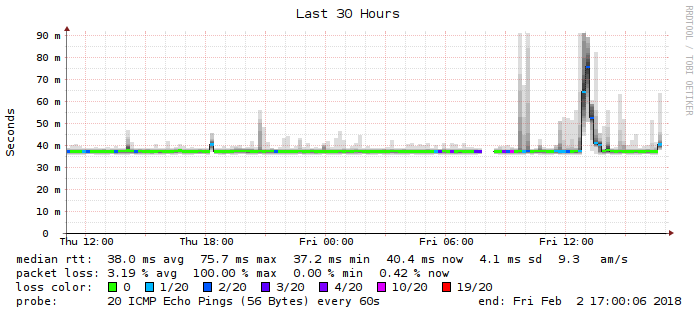 Last 30 Hours
RRDTOOL / TOBI OETIKER
Seconds
90 m
80 m
70 m
60 m
50 m
40 m
30 m
20 m
10 m
0
Thu 12:00 Thu 18:00 Fri 00:00 Fri 06:00 Fri 12:00
median rtt: 38.0 ms avg 75.7 ms max 37.2 ms min 40.4 ms now 4.1 ms sd 9.3 am/s
packet loss: 3.19 % avg 100.00 % max 0.00 % min 0.42 % now
loss color: 0 1/20 2/20 3/20 4/20 10/20 19/20
probe: 20 ICMP Echo Pings (56 Bytes) every 60s end: Fri Feb 2 17:00:06 2018